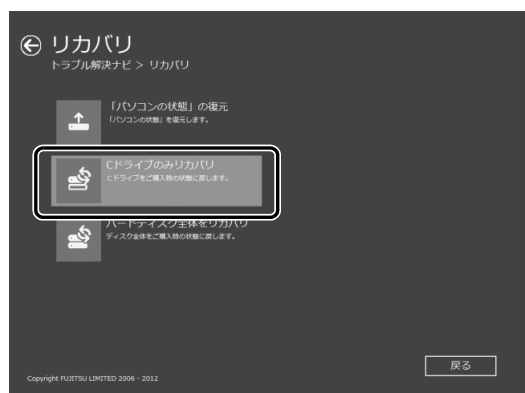 リカバリ
トラブル解決ナビ > リカバリ
「パソコンの状態」の復元
「パソコンの状態」を復元します。
Cドライブのみリカバリ
Cドライブをご購入時の状態に戻します。
ハードディスク全体をリカバリ
ディスク全体をご購入時の状態に戻します。
戻る
Copyright FUJITSU LIMITED 2006 - 2012